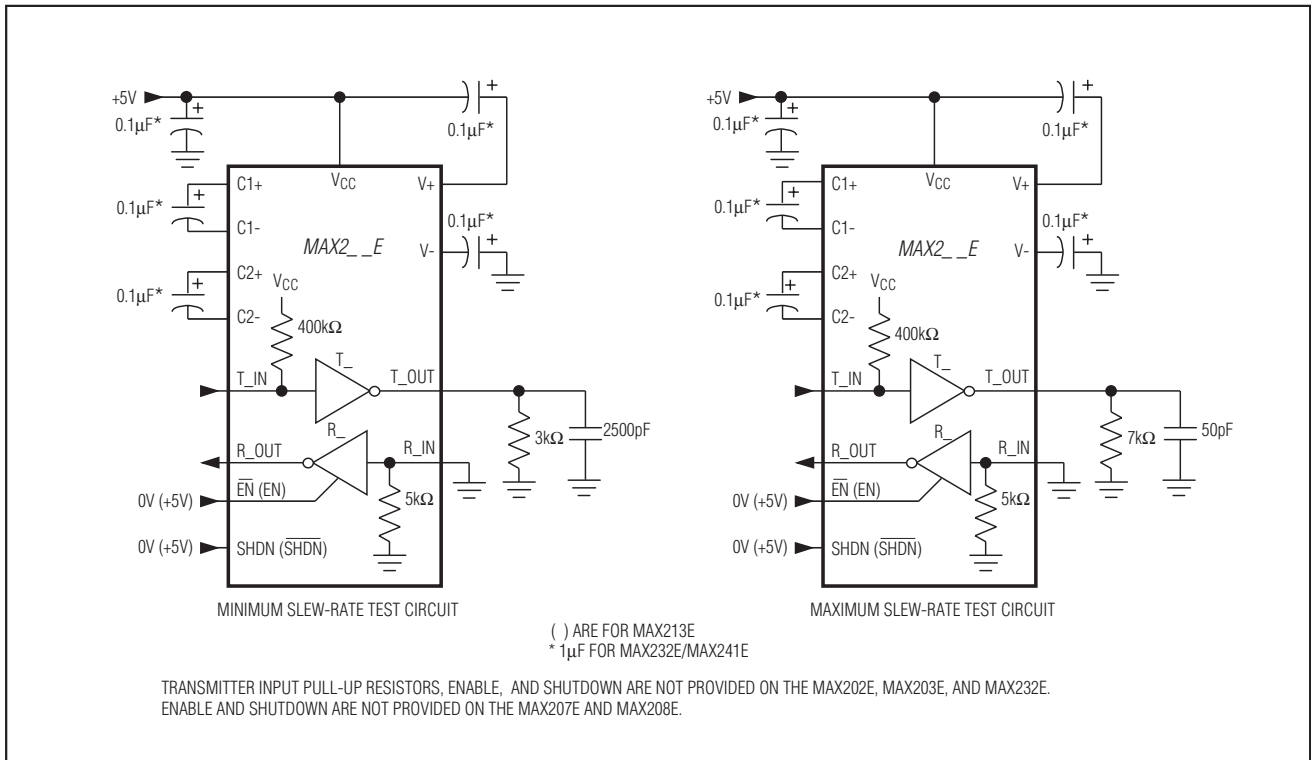 +5V
0.1µF*
+
+
0.1µF*
C1+
VCC
V+
0.1µF*
+
C1-
0.1µF*
+
MAX2_ _E
V-
C2+
VCC
0.1µF*
+
C2-
400kΩ
T_IN
T_
T_OUT
3kΩ
2500pF
R_OUT
R_
R_IN
0V (+5V)
EN (EN)
5kΩ
0V (+5V)
SHDN (SHDN)
MINIMUM SLEW-RATE TEST CIRCUIT
+5V
0.1µF*
+
+
0.1µF*
C1+
VCC
V+
0.1µF*
+
C1-
0.1µF*
+
MAX2_ _E
V-
C2+
VCC
0.1µF*
+
C2-
400kΩ
T_IN
T_
T_OUT
7kΩ
50pF
R_OUT
R_
R_IN
0V (+5V)
EN (EN)
5kΩ
0V (+5V)
SHDN (SHDN)
MAXIMUM SLEW-RATE TEST CIRCUIT
( ) ARE FOR MAX213E
* 1µF FOR MAX232E/MAX241E
TRANSMITTER INPUT PULL-UP RESISTORS, ENABLE, AND SHUTDOWN ARE NOT PROVIDED ON THE MAX202E, MAX203E, AND MAX232E.
ENABLE AND SHUTDOWN ARE NOT PROVIDED ON THE MAX207E AND MAX208E.